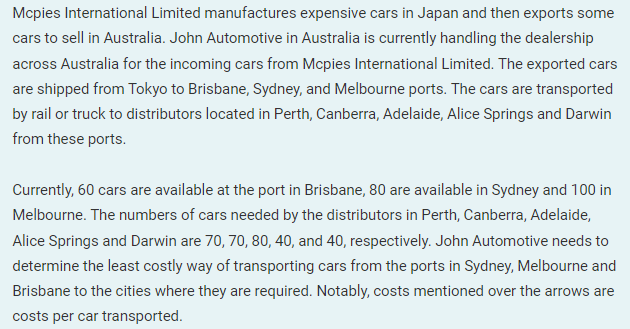 Mcpies International Limited manufactures expensive cars in Japan and then exports some
cars to sell in Australia. John Automotive in Australia is currently handling the dealership
across Australia for the incoming cars from Mcpies International Limited. The exported cars
are shipped from Tokyo to Brisbane, Sydney, and Melbourne ports. The cars are transported
by rail or truck to distributors located in Perth, Canberra, Adelaide, Alice Springs and Darwin
from these ports.
Currently, 60 cars are available at the port in Brisbane, 80 are available in Sydney and 100 in
Melbourne. The numbers of cars needed by the distributors in Perth, Canberra, Adelaide,
Alice Springs and Darwin are 70, 70, 80, 40, and 40, respectively. John Automotive needs to
determine the least costly way of transporting cars from the ports in Sydney, Melbourne and
Brisbane to the cities where they are required. Notably, costs mentioned over the arrows are
costs per car transported.